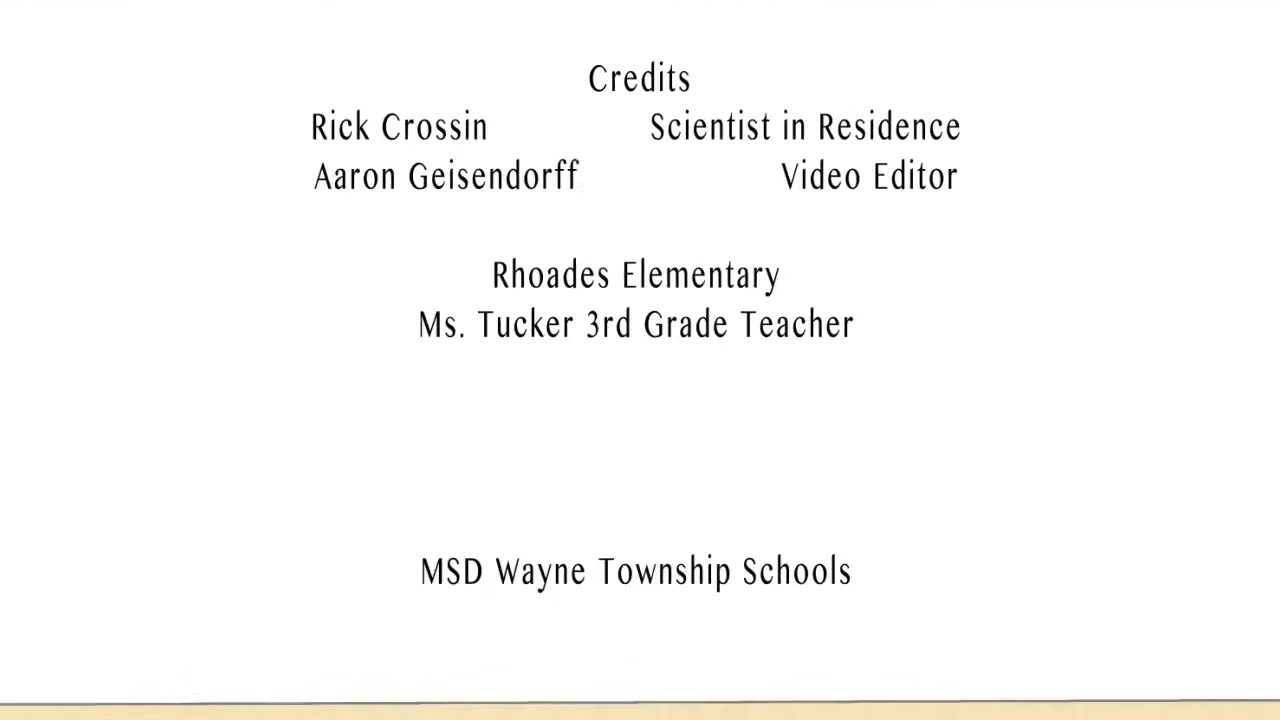 Credits
Rick Crossin Scientist in Residence
Aaron Geisendorff Video Editor
Rhoades Elementary
Ms. Tucker 3rd Grade Teacher
MSD Wayne Township Schools